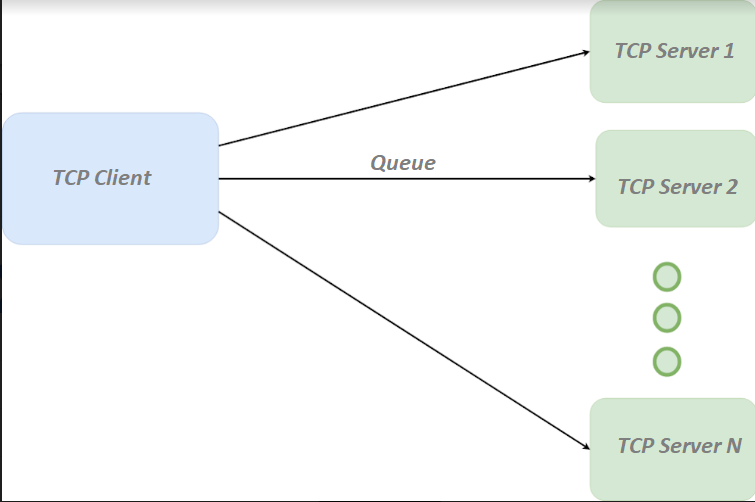 TCP Server 1
TCP Client
Queue
TCP Server 2
TCP Server N